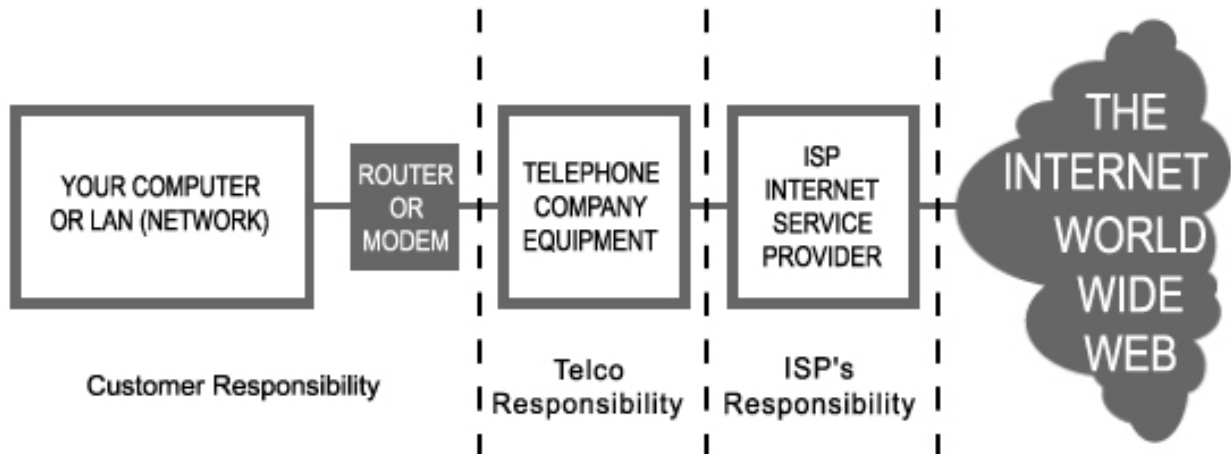 YOUR COMPUTER
OR LAN (NETWORK)
ROUTER
OR
MODEM
TELEPHONE
COMPANY
EQUIPMENT
ISP
INTERNET
SERVICE
PROVIDER
THE
INTERNET
WORLD
WIDE
WEB
Customer Responsibility
Telco
Responsibility
ISP's
Responsibility